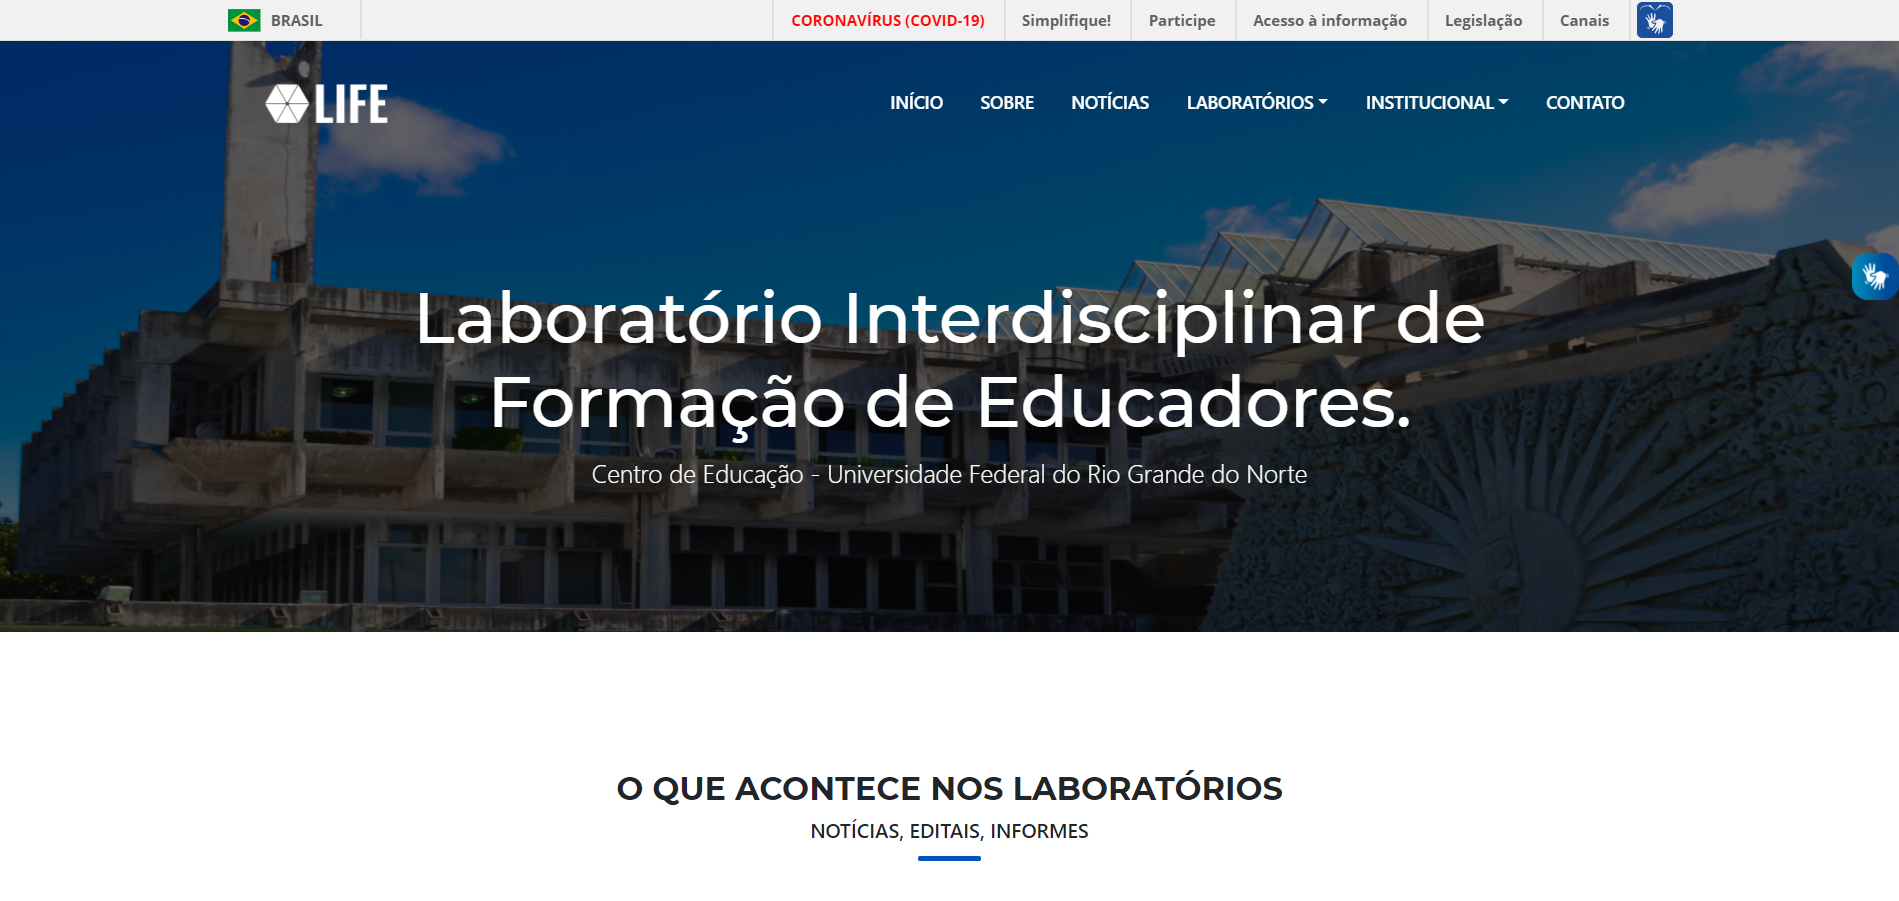 BRASIL
CORONAVÍRUS (COVID-19)
Simplifique!
Participe
Acesso à informação
Legislação
Canais
LIFE
INÍCIO
SOBRE
NOTÍCIAS
LABORATÓRIOS
INSTITUCIONAL
CONTATO
Laboratório Interdisciplinar de
Formação de Educadores.
Centro de Educação - Universidade Federal do Rio Grande do Norte
O QUE ACONTECE NOS LABORATÓRIOS
NOTÍCIAS, EDITAIS, INFORMES